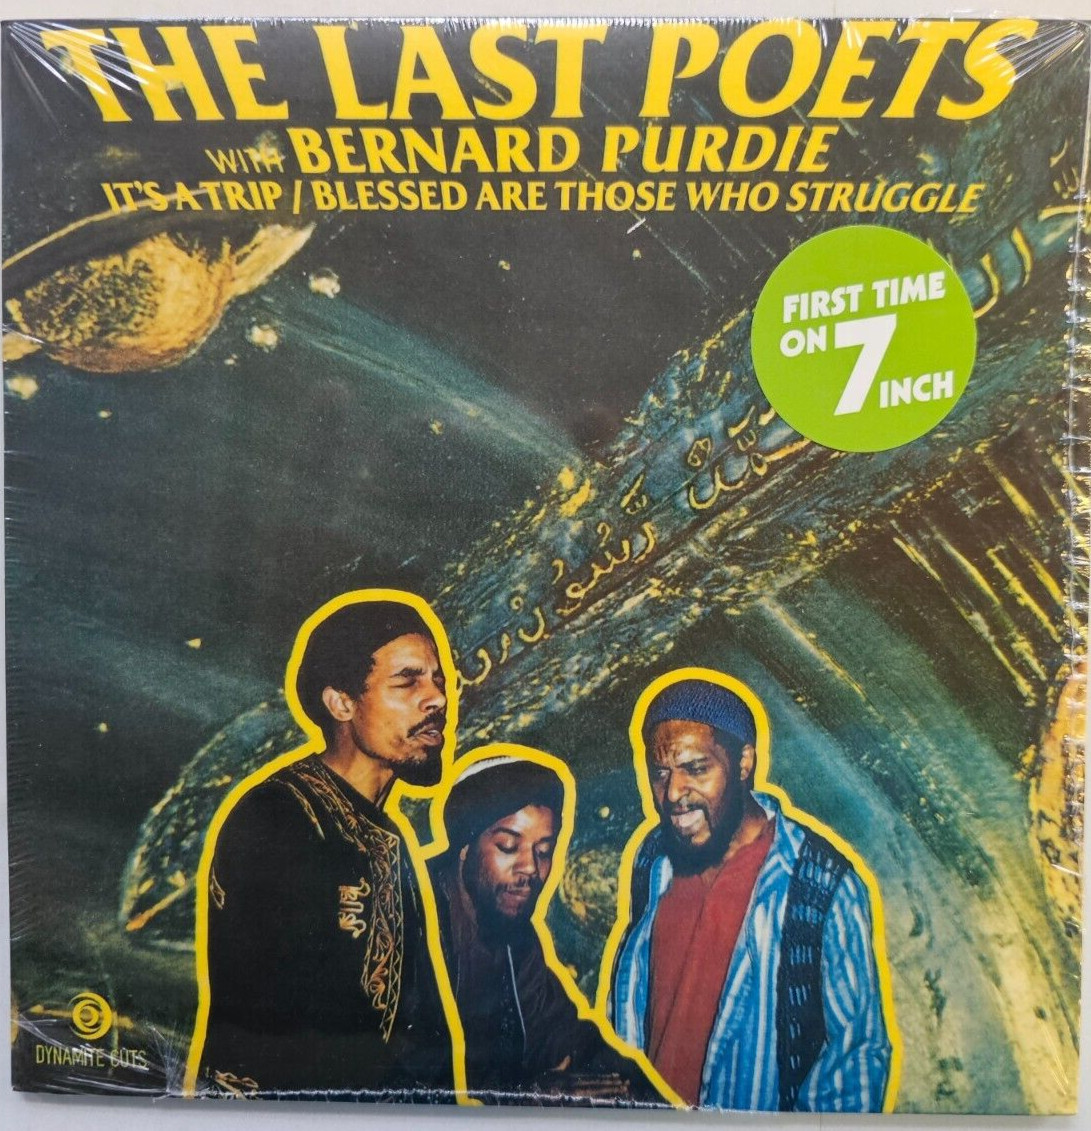 THE LAST POETS
WITH BERNARD PURDIE
IT'S A TRIP / BLESSED ARE THOSE WHO STRUGGLE
FIRST TIME
ON 7 INCH
DYNAMITE CUTS